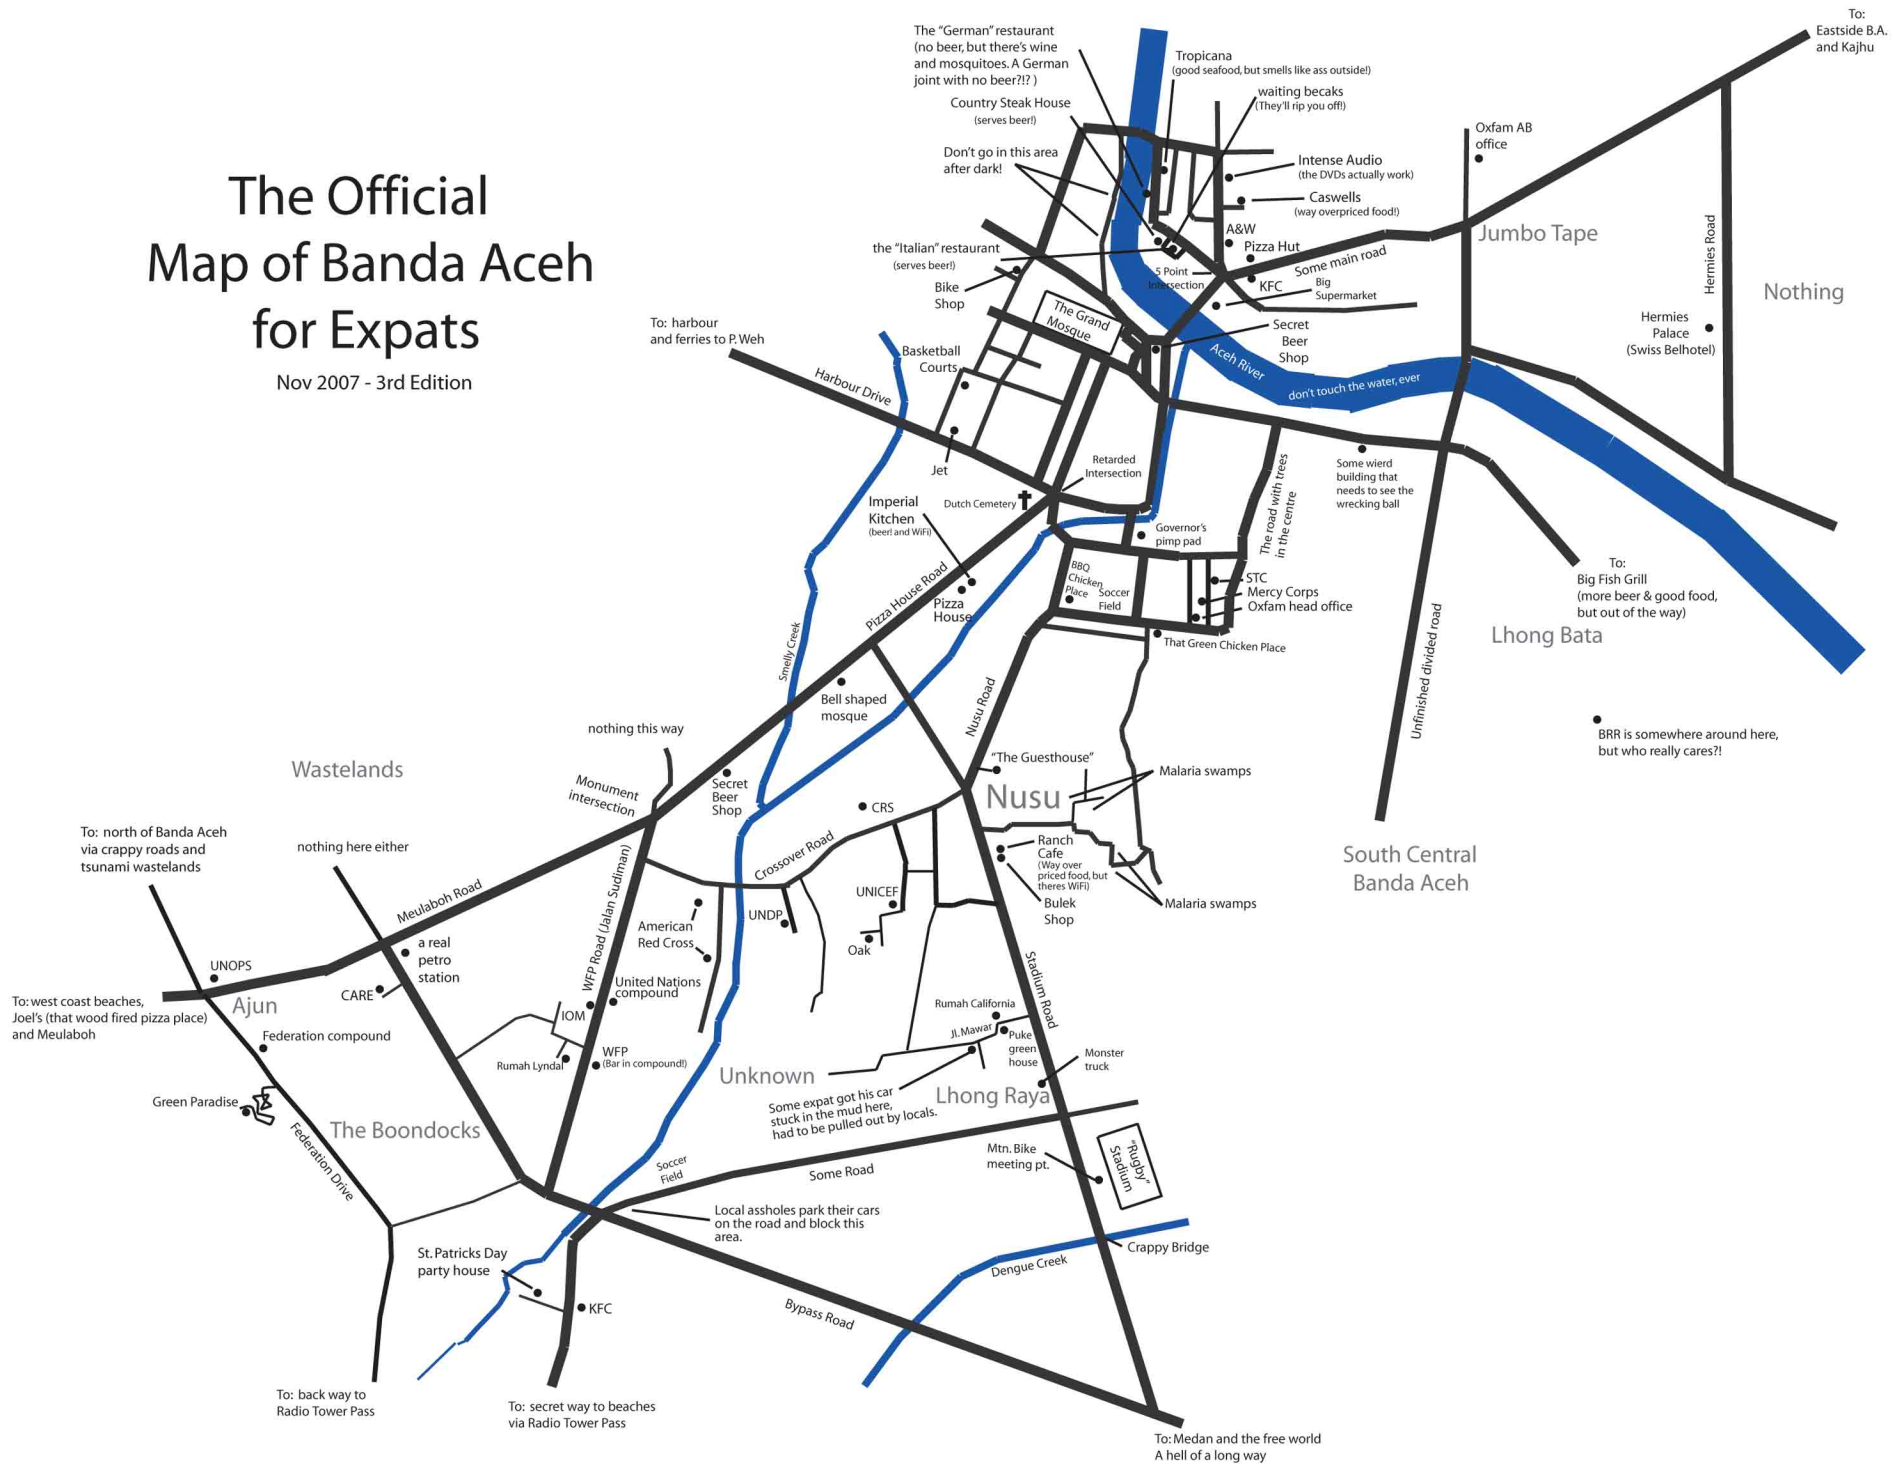 The Official
Map of Banda Aceh
for Expats
Nov 2007 - 3rd Edition
The “German” restaurant
(no beer, but there’s wine
and mosquitoes. A German
joint with no beer?!? )
Country Steak House
(serves beer!)
Don’t go in this area
after dark!
the “Italian” restaurant
(serves beer!)
Bike
Shop
Tropicana
(good seafood, but smells like ass outside!)
waiting becaks
(They’ll rip you off!)
Intense Audio
(the DVDs actually work)
Caswells
(way overpriced food!)
A&W
Pizza Hut
5 Point
Intersection
KFC
Some main road
Big
Supermarket
Secret
Beer
Shop
The Grand
Mosque
Aceh River
don’t touch the water, ever
To:
Eastside B.A.
and Kajhu
Oxfam AB
office
Jumbo Tape
Hermies Road
Nothing
Hermies
Palace
(Swiss Belhotel)
To: harbour
and ferries to P. Weh
Harbour Drive
Basketball
Courts
Jet
Retarded
Intersection
Dutch Cemetery
Imperial
Kitchen
(beer! and WiFi)
Pizza House Road
Pizza
House
Governor’s
pimp pad
The road with trees
in the centre
Some wierd
building that
needs to see the
wrecking ball
BBQ
Chicken
Place
Soccer
Field
STC
Mercy Corps
Oxfam head office
That Green Chicken Place
To:
Big Fish Grill
(more beer & good food,
but out of the way)
Lhong Bata
Unfinished divided road
BRR is somewhere around here,
but who really cares?!
South Central
Banda Aceh
Smelly Creek
Bell shaped
mosque
Nusu Road
nothing this way
Wastelands
Monument
intersection
Secret
Beer
Shop
“The Guesthouse”
Malaria swamps
Nusu
CRS
Crossover Road
Ranch
Cafe
(Way over
priced food, but
theres WiFi)
Bulek
Shop
Malaria swamps
To: north of Banda Aceh
via crappy roads and
tsunami wastelands
nothing here either
Meulaboh Road
WFP Road (Jalan Sudiman)
American
Red Cross
UNDP
UNICEF
Oak
a real
petro
station
UNOPS
CARE
Ajun
To: west coast beaches,
Joel’s (that wood fired pizza place)
and Meulaboh
Federation compound
Green Paradise
Federation Drive
The Boondocks
United Nations
compound
IOM
Rumah Lyndal
WFP
(Bar in compound!)
Unknown
Stadium Road
Rumah California
Jl. Mawar
Puke
green
house
Monster
truck
Some expat got his car
stuck in the mud here,
had to be pulled out by locals.
Lhong Raya
Mtn. Bike
meeting pt.
“Rugby”
Stadium
Soccer
Field
Some Road
Local assholes park their cars
on the road and block this
area.
St. Patricks Day
party house
KFC
Bypass Road
Dengue Creek
Crappy Bridge
To: back way to
Radio Tower Pass
To: secret way to beaches
via Radio Tower Pass
To: Medan and the free world
A hell of a long way